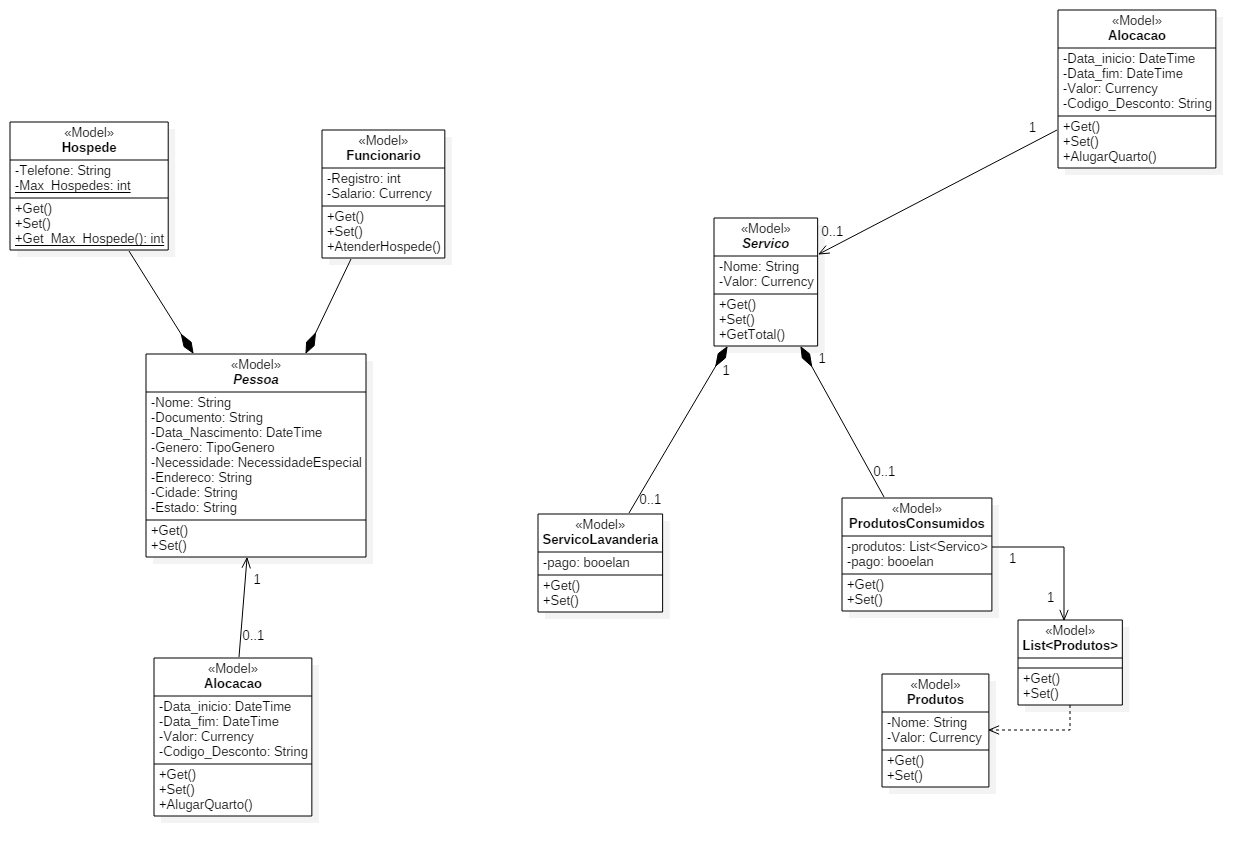 «Model»
Hospede
-Telefone: String
-Max_Hospedes: int
+Get()
+Set()
+Get_Max_Hospede(): int
«Model»
Funcionario
-Registro: int
-Salario: Currency
+Get()
+Set()
+AtenderHospede()
«Model»
Pessoa
-Nome: String
-Documento: String
-Data_Nascimento: DateTime
-Genero: TipoGenero
-Necessidade: NecessidadeEspecial
-Endereco: String
-Cidade: String
-Estado: String
+Get()
+Set()
1
0..1
«Model»
Alocacao
-Data_inicio: DateTime
-Data_fim: DateTime
-Valor: Currency
-Codigo_Desconto: String
+Get()
+Set()
+AlugarQuarto()
«Model»
Alocacao
-Data_inicio: DateTime
-Data_fim: DateTime
-Valor: Currency
-Codigo_Desconto: String
+Get()
+Set()
+AlugarQuarto()
1
0..1
«Model»
Servico
-Nome: String
-Valor: Currency
+Get()
+Set()
+GetTotal()
1
1
0..1
0..1
«Model»
ServicoLavanderia
-pago: booelan
+Get()
+Set()
«Model»
ProdutosConsumidos
-produtos: List<Servico>
-pago: booelan
+Get()
+Set()
1
1
«Model»
List<Produtos>
+Get()
+Set()
«Model»
Produtos
-Nome: String
-Valor: Currency
+Get()
+Set()